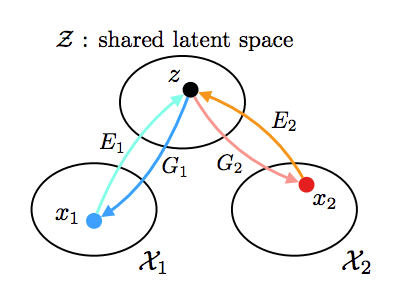 𝒵 : shared latent space
z
E₁
E₂
G₁
G₂
x₁
x₂
𝒳₁
𝒳₂